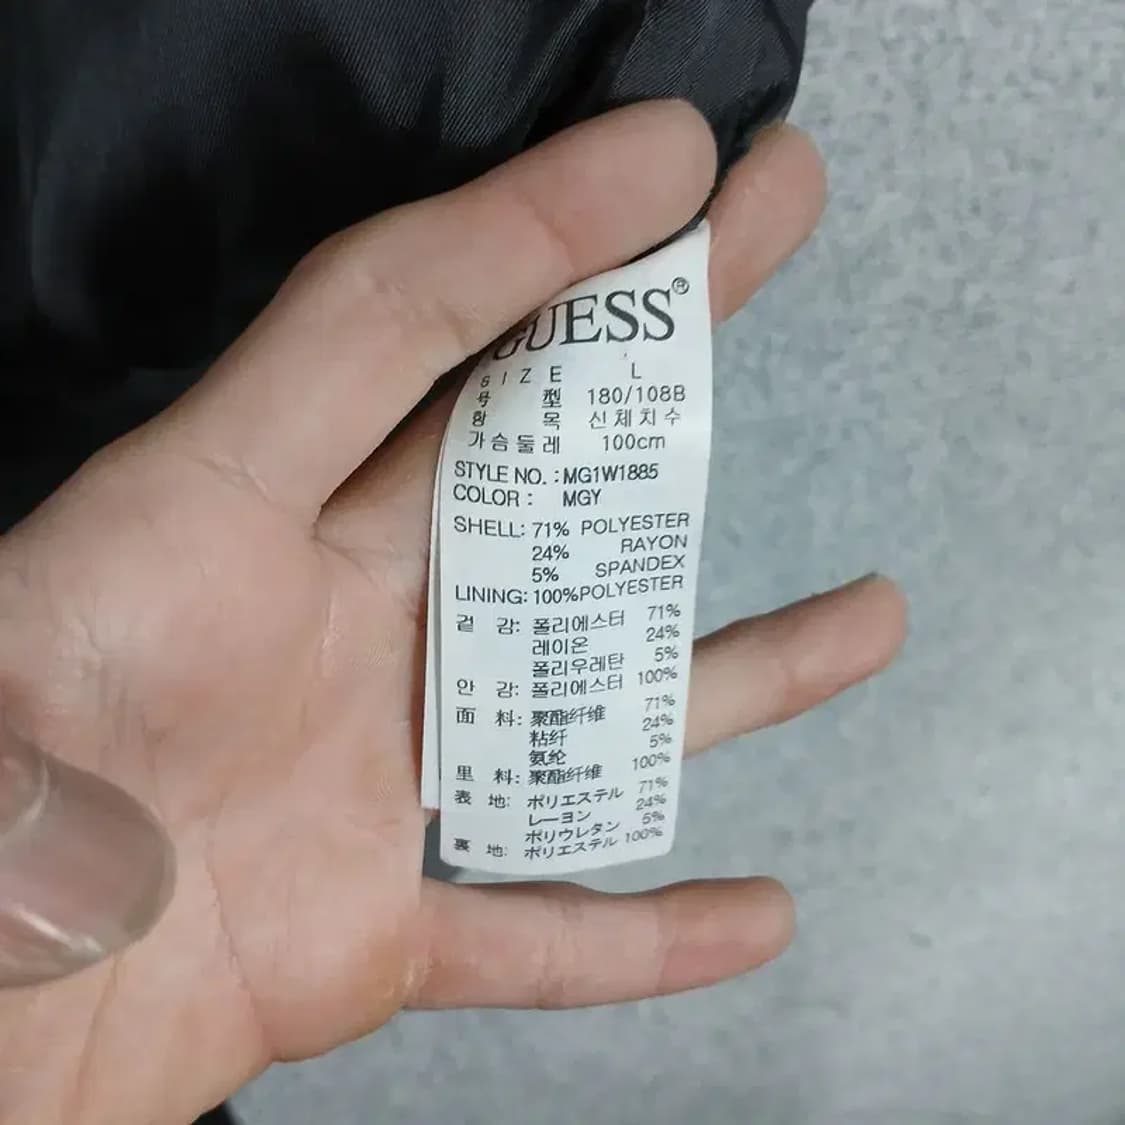 GUESS®
SIZE L
号 型 180/108B
항 목 신체치수
가슴둘레 100cm
STYLE NO. : MG1W1885
COLOR : MGY
SHELL: 71% POLYESTER
24% RAYON
5% SPANDEX
LINING: 100%POLYESTER
겉 감: 폴리에스터 71%
레이온 24%
폴리우레탄 5%
안 감: 폴리에스터 100%
面 料: 聚酯纤维 71%
粘纤 24%
氨纶 5%
里 料: 聚酯纤维 100%
表 地: ポリエステル 71%
レーヨン 24%
ポリウレタン 5%
裏 地: ポリエステル 100%